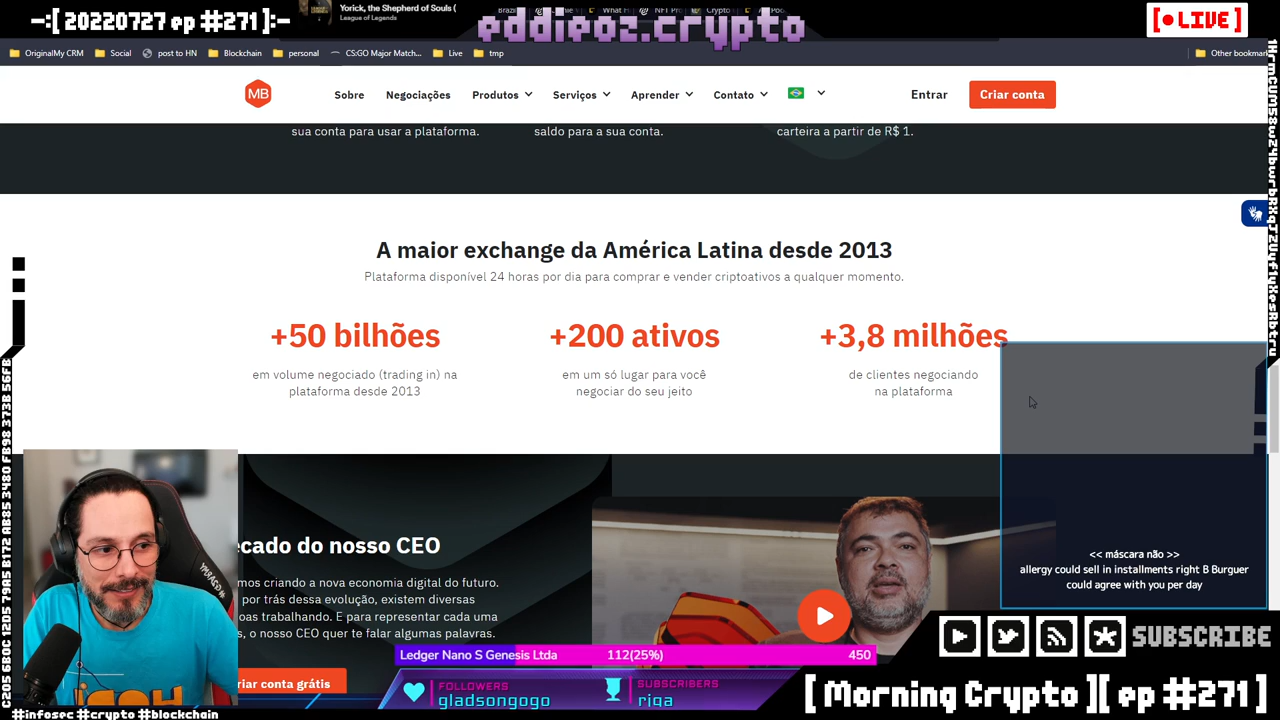 -:[ 20220727 ep #271 ]:-
Yorick, the Shepherd of Souls (
League of Legends
eddieoz.crypto
[● LIVE]
OriginalMy CRM
Social
post to HN
Blockchain
personal
CS:GO Major Match...
Live
tmp
Other bookmar
MB
Sobre
Negociações
Produtos
Serviços
Aprender
Contato
Entrar
Criar conta
sua conta para usar a plataforma.
saldo para a sua conta.
carteira a partir de R$ 1.
A maior exchange da América Latina desde 2013
Plataforma disponível 24 horas por dia para comprar e vender criptoativos a qualquer momento.
+50 bilhões
em volume negociado (trading in) na
plataforma desde 2013
+200 ativos
em um só lugar para você
negociar do seu jeito
+3,8 milhões
de clientes negociando
na plataforma
ecado do nosso CEO
mos criando a nova economia digital do futuro.
por trás dessa evolução, existem diversas
oas trabalhando. E para representar cada uma
s, o nosso CEO quer te falar algumas palavras.
riar conta grátis
<< máscara não >>
allergy could sell in installments right B Burguer
could agree with you per day
Ledger Nano S Genesis Ltda
112(25%)
450
FOLLOWERS
gladsongogo
SUBSCRIBERS
riga
SUBSCRIBE
[ Morning Crypto ][ ep #271 ]
#infosec #crypto #blockchain